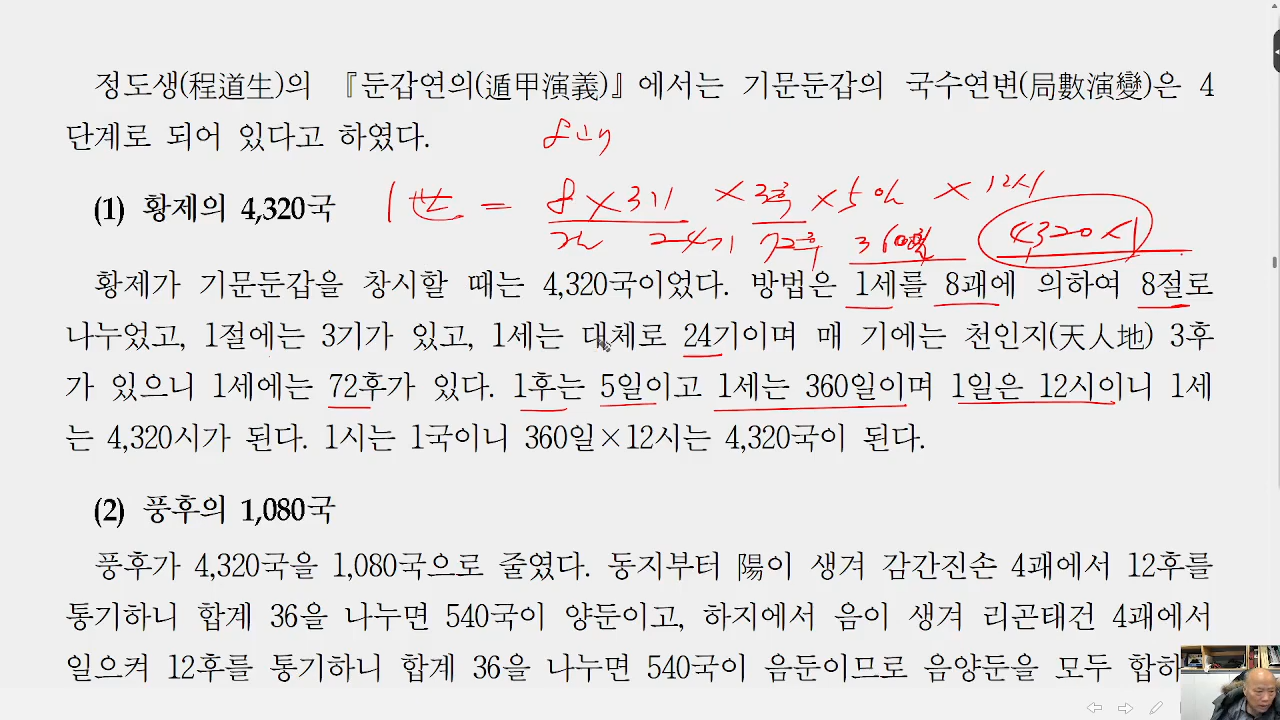 정도생(程道生)의 『둔갑연의(遁甲演義)』에서는 기문둔갑의 국수연변(局數演變)은 4
단계로 되어 있다고 하였다.
(1) 황제의 4,320국
1世 = 8×3기 ×3후 ×5일 ×12시
24기 72후 360일 4,320시
황제가 기문둔갑을 창시할 때는 4,320국이었다. 방법은 1세를 8괘에 의하여 8절로
나누었고, 1절에는 3기가 있고, 1세는 대체로 24기이며 매 기에는 천인지(天人地) 3후
가 있으니 1세에는 72후가 있다. 1후는 5일이고 1세는 360일이며 1일은 12시이니 1세
는 4,320시가 된다. 1시는 1국이니 360일×12시는 4,320국이 된다.
(2) 풍후의 1,080국
풍후가 4,320국을 1,080국으로 줄였다. 동지부터 陽이 생겨 감간진손 4괘에서 12후를
통기하니 합계 36을 나누면 540국이 양둔이고, 하지에서 음이 생겨 리곤태건 4괘에서
일으켜 12후를 통기하니 합계 36을 나누면 540국이 음둔이므로 음양둔을 모두 합하